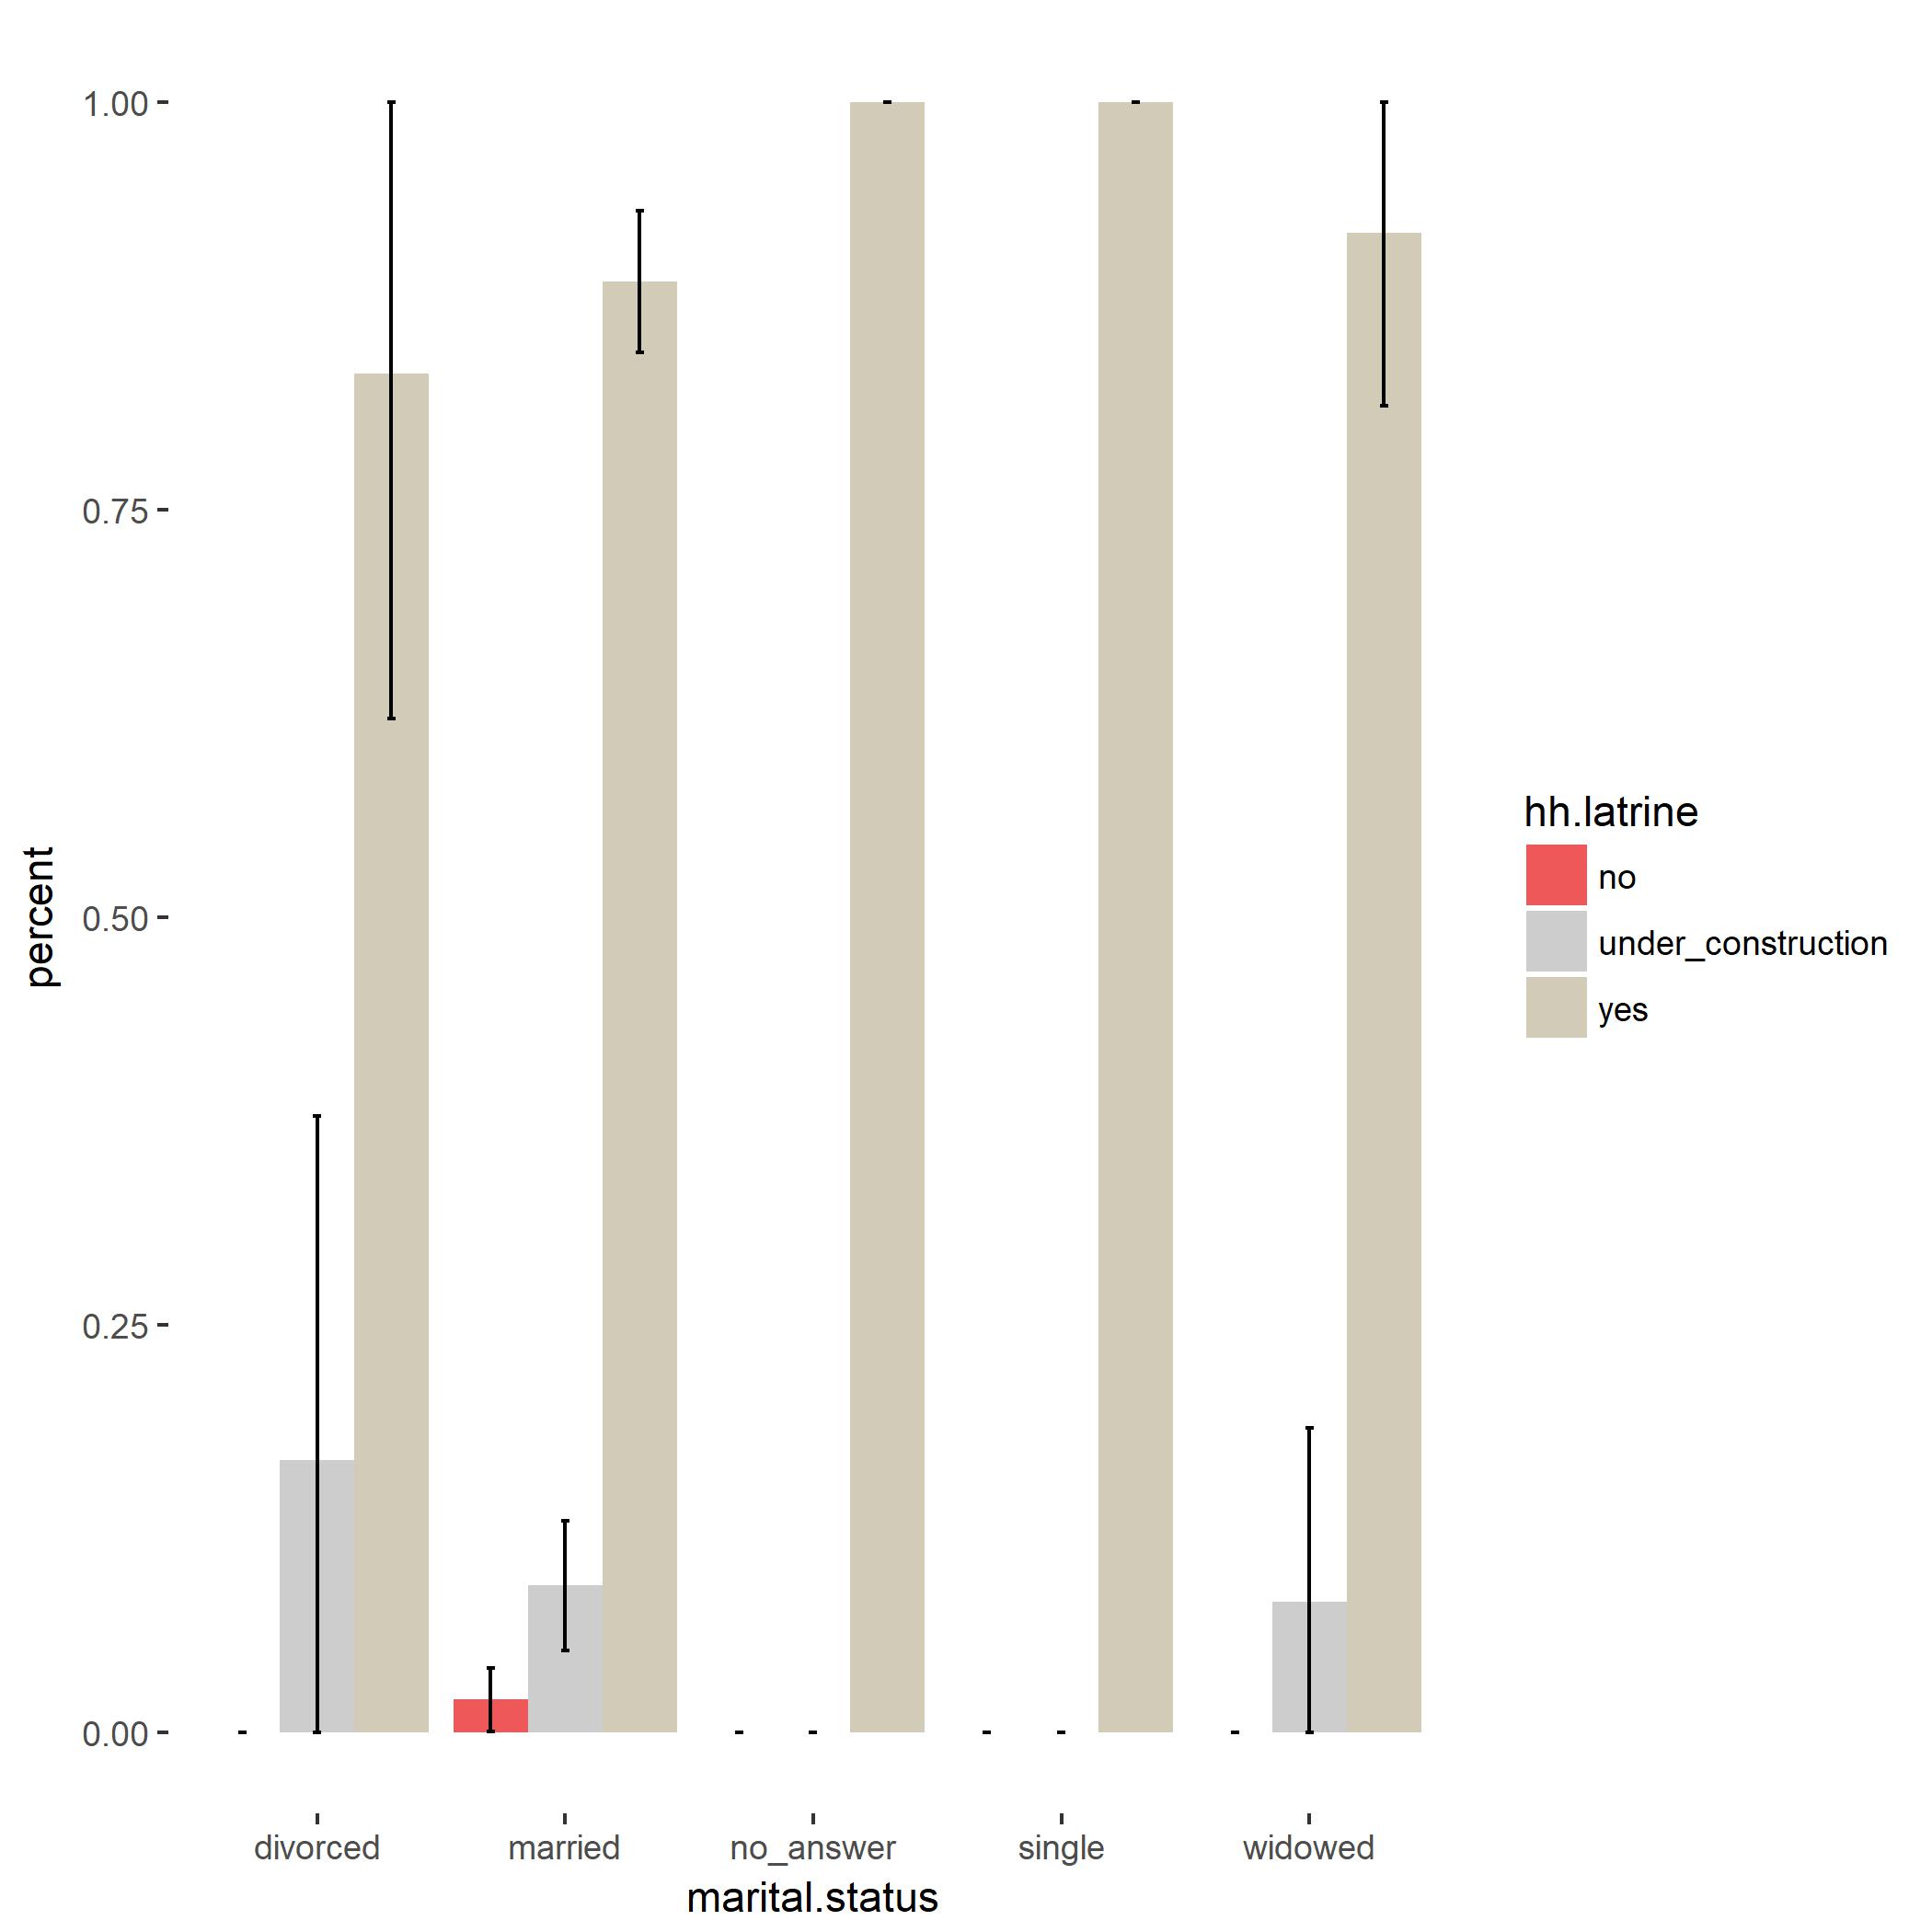 1.00
0.75
0.50
0.25
0.00
percent
divorced married no_answer single widowed
marital.status
hh.latrine
no
under_construction
yes